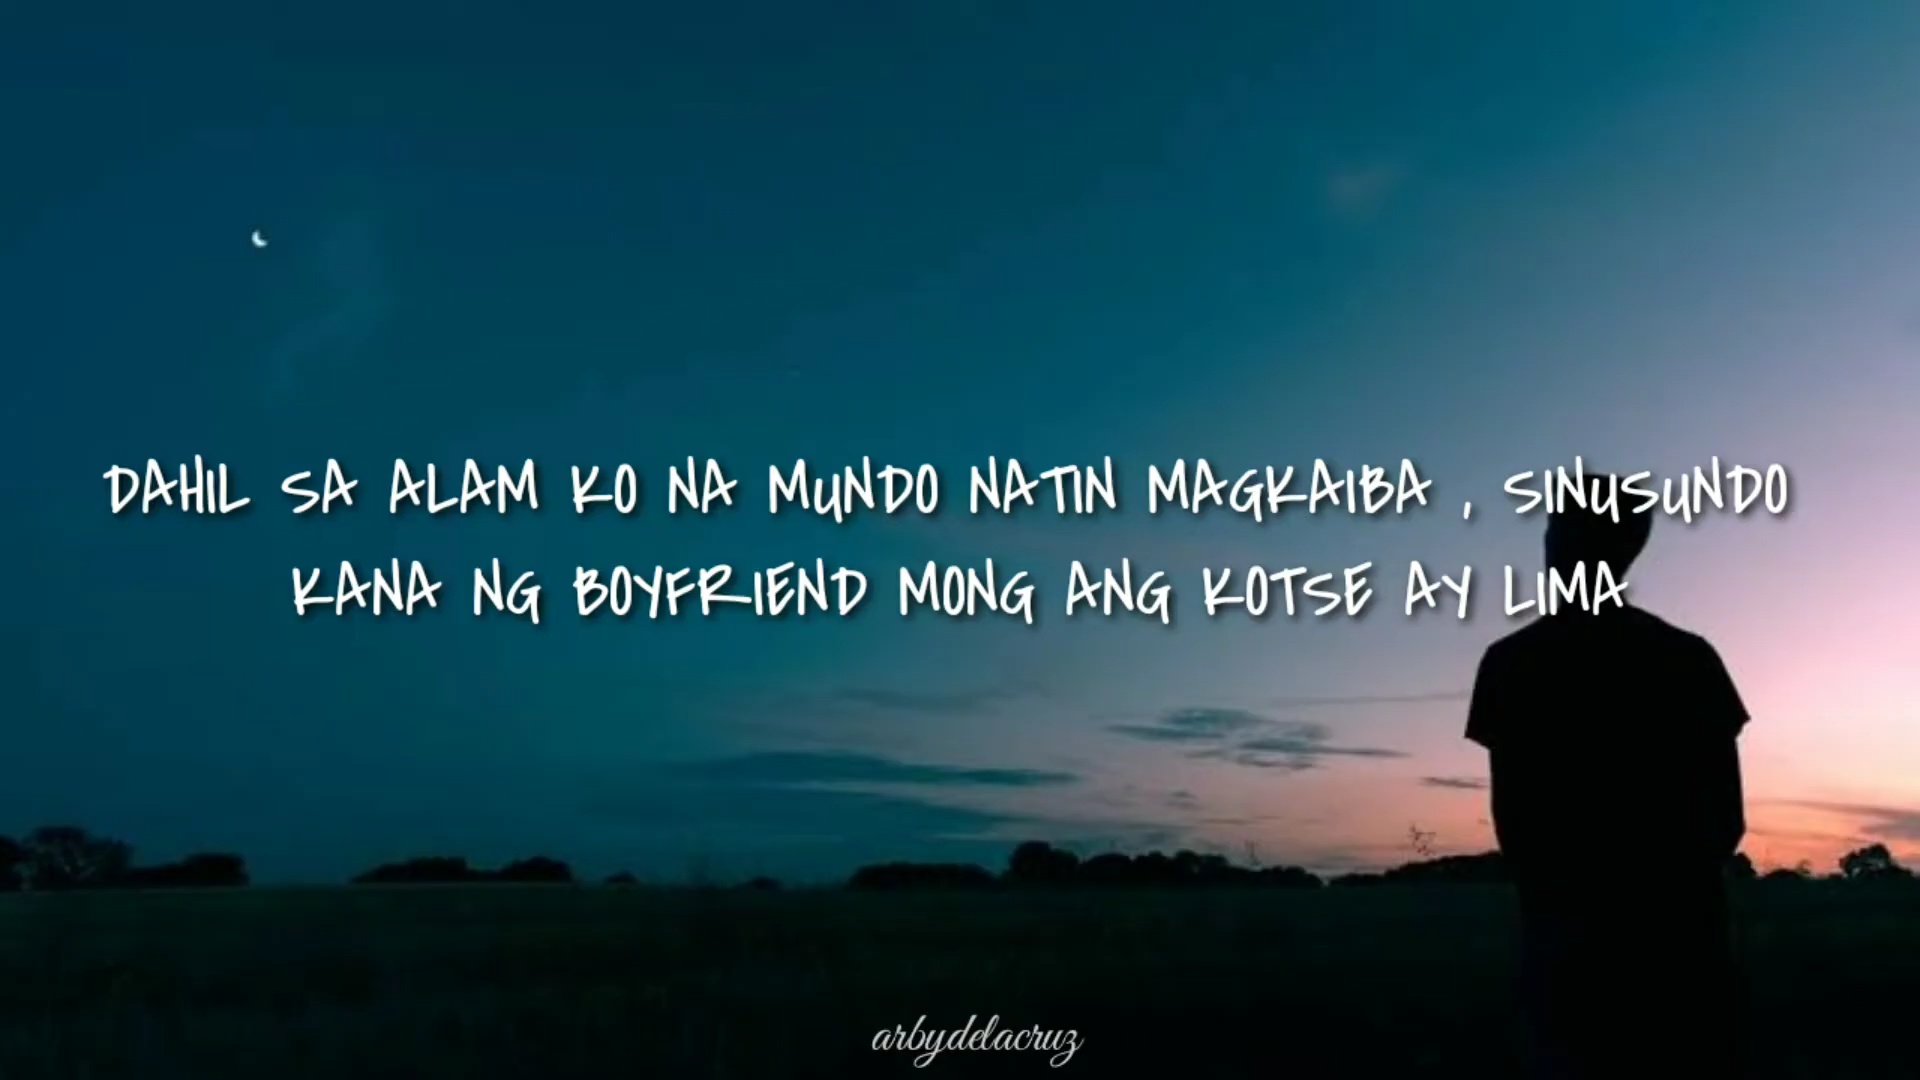 DAHIL SA ALAM KO NA MUNDO NATIN MAGKAIBA , SINUSUNDO
KANA NG BOYFRIEND MONG ANG KOTSE AY LIMA
arbydelacruz